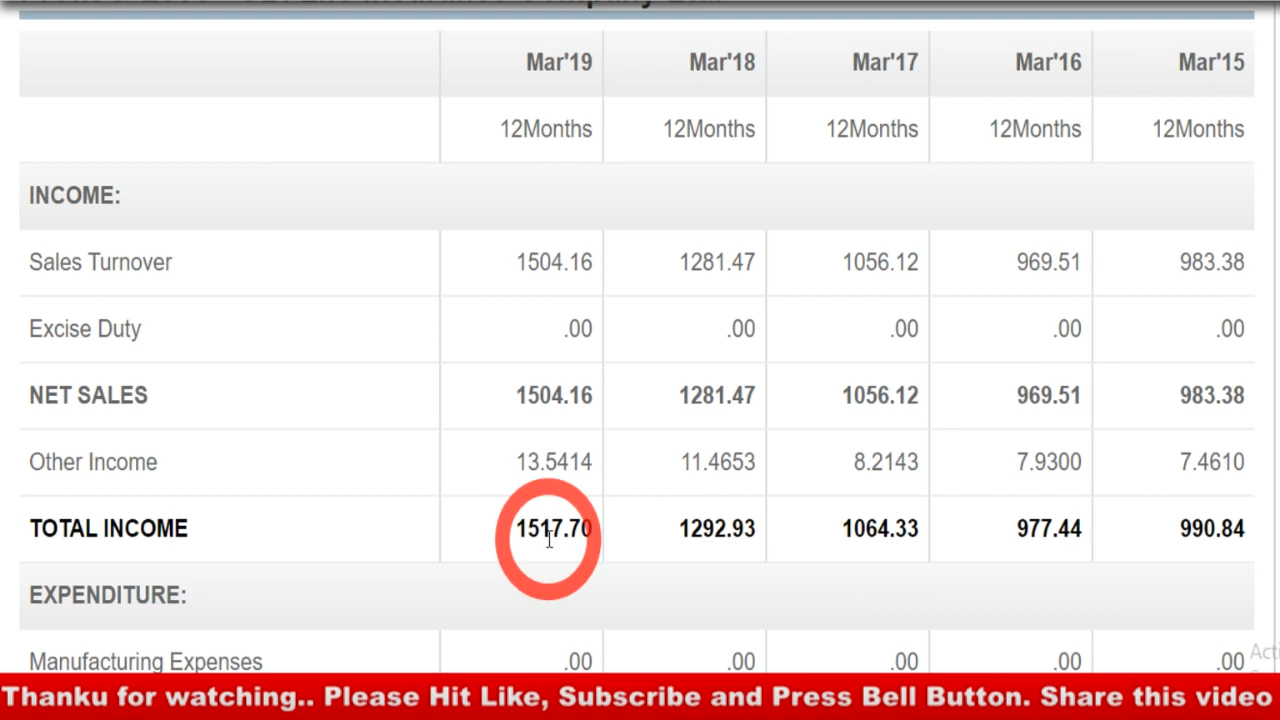 Mar'19 Mar'18 Mar'17 Mar'16 Mar'15
12Months 12Months 12Months 12Months 12Months
INCOME:
Sales Turnover 1504.16 1281.47 1056.12 969.51 983.38
Excise Duty .00 .00 .00 .00 .00
NET SALES 1504.16 1281.47 1056.12 969.51 983.38
Other Income 13.5414 11.4653 8.2143 7.9300 7.4610
TOTAL INCOME 1517.70 1292.93 1064.33 977.44 990.84
EXPENDITURE:
Manufacturing Expenses .00 .00 .00 .00 .00
Thanku for watching.. Please Hit Like, Subscribe and Press Bell Button. Share this video